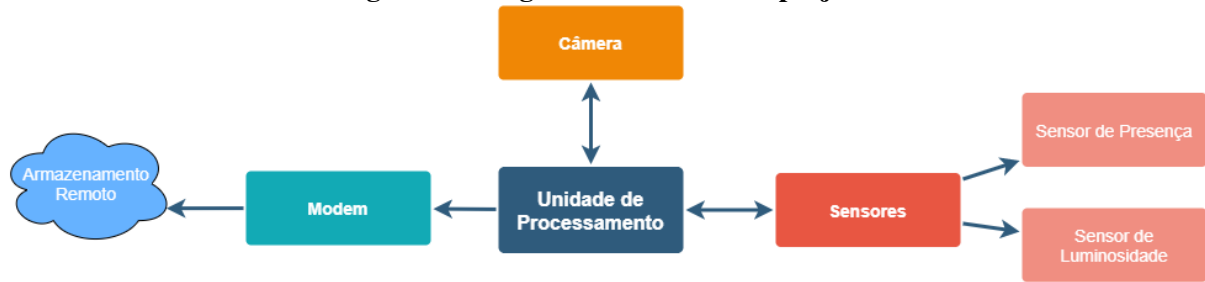 Câmera
Sensor de Presença
Armazenamento
Remoto
Modem
Unidade de
Processamento
Sensores
Sensor de
Luminosidade